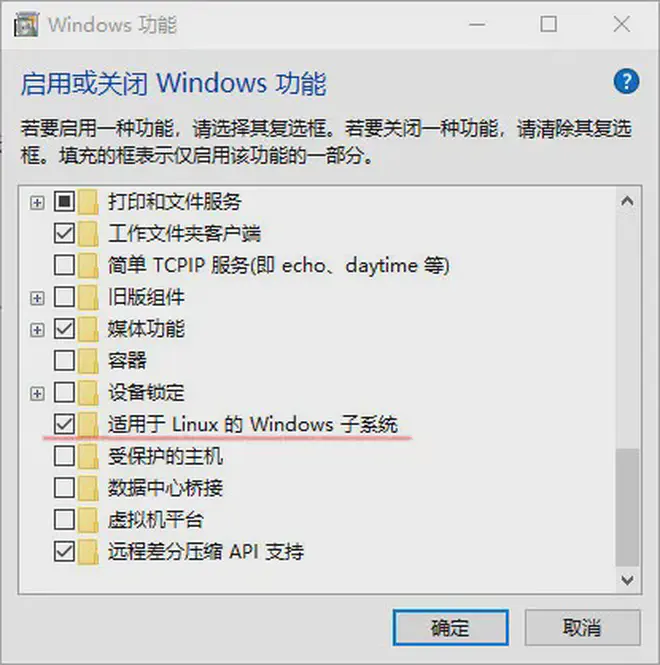 Windows 功能
启用或关闭 Windows 功能
若要启用一种功能，请选择其复选框。若要关闭一种功能，请清除其复选
框。填充的框表示仅启用该功能的一部分。
打印和文件服务
工作文件夹客户端
简单 TCPIP 服务(即 echo、daytime 等)
旧版组件
媒体功能
容器
设备锁定
适用于 Linux 的 Windows 子系统
受保护的主机
数据中心桥接
虚拟机平台
远程差分压缩 API 支持
确定
取消